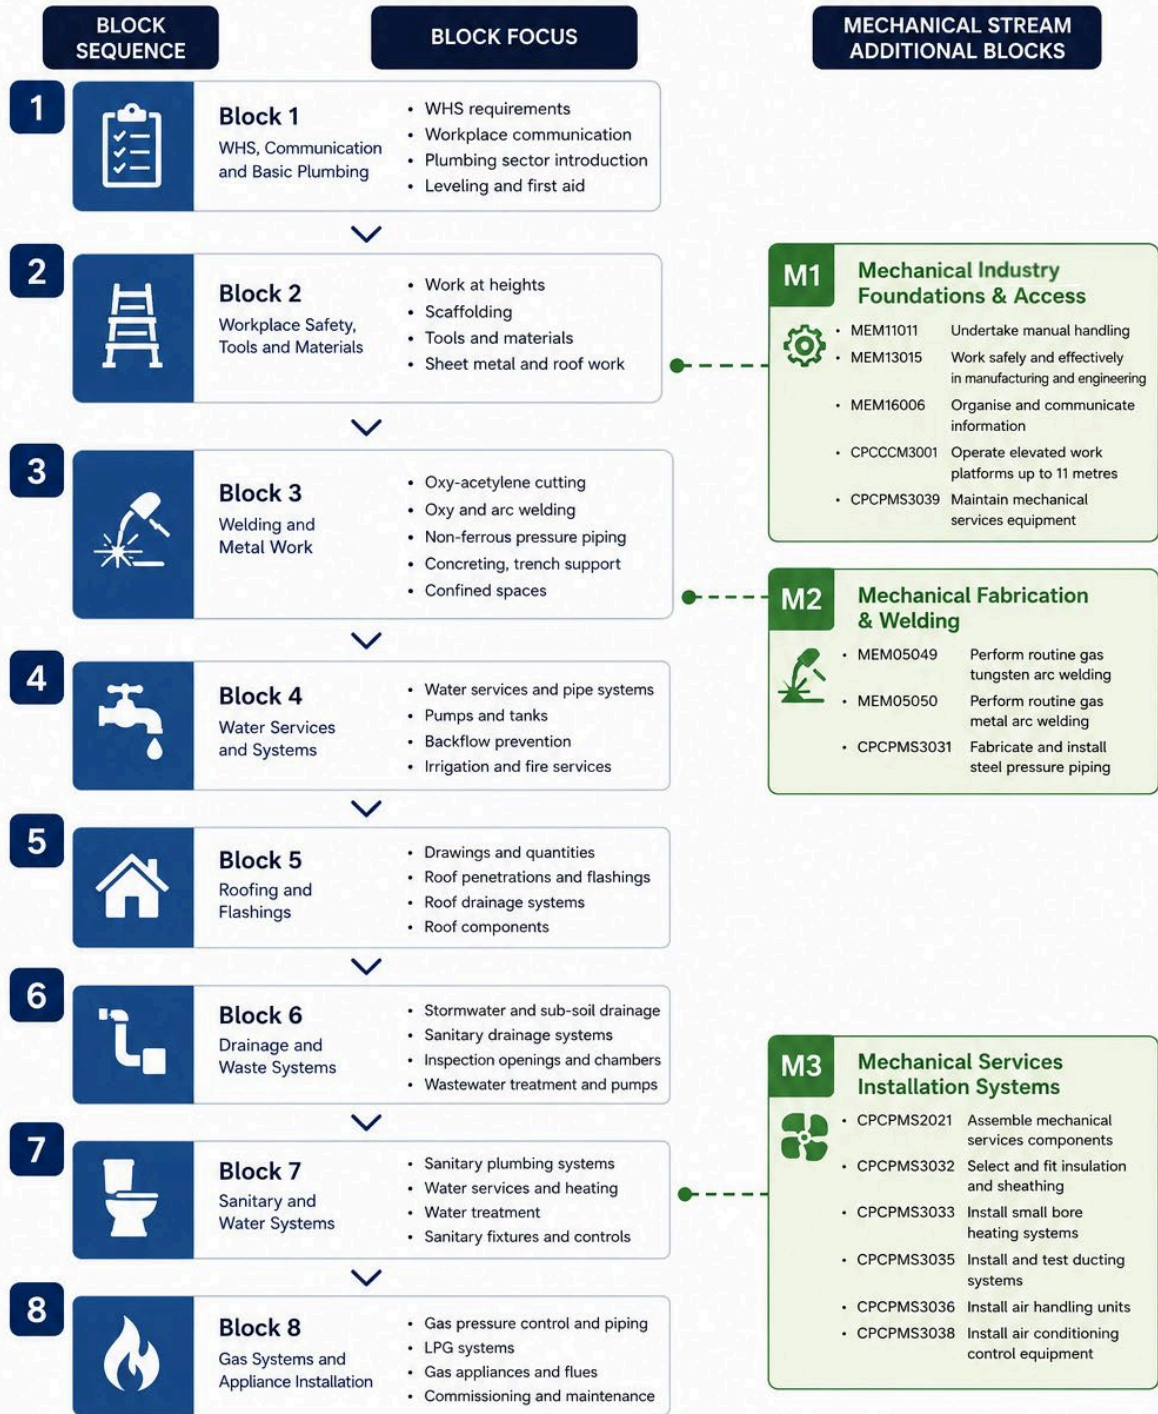 BLOCK
SEQUENCE
BLOCK FOCUS
MECHANICAL STREAM
ADDITIONAL BLOCKS
1
Block 1
WHS, Communication
and Basic Plumbing
• WHS requirements
• Workplace communication
• Plumbing sector introduction
• Leveling and first aid
2
Block 2
Workplace Safety,
Tools and Materials
• Work at heights
• Scaffolding
• Tools and materials
• Sheet metal and roof work
M1
Mechanical Industry
Foundations & Access
• MEM11011 Undertake manual handling
• MEM13015 Work safely and effectively
in manufacturing and engineering
• MEM16006 Organise and communicate
information
• CPCCCM3001 Operate elevated work
platforms up to 11 metres
• CPCPMS3039 Maintain mechanical
services equipment
3
Block 3
Welding and
Metal Work
• Oxy-acetylene cutting
• Oxy and arc welding
• Non-ferrous pressure piping
• Concreting, trench support
• Confined spaces
M2
Mechanical Fabrication
& Welding
• MEM05049 Perform routine gas
tungsten arc welding
• MEM05050 Perform routine gas
metal arc welding
• CPCPMS3031 Fabricate and install
steel pressure piping
4
Block 4
Water Services
and Systems
• Water services and pipe systems
• Pumps and tanks
• Backflow prevention
• Irrigation and fire services
5
Block 5
Roofing and
Flashings
• Drawings and quantities
• Roof penetrations and flashings
• Roof drainage systems
• Roof components
6
Block 6
Drainage and
Waste Systems
• Stormwater and sub-soil drainage
• Sanitary drainage systems
• Inspection openings and chambers
• Wastewater treatment and pumps
7
Block 7
Sanitary and
Water Systems
• Sanitary plumbing systems
• Water services and heating
• Water treatment
• Sanitary fixtures and controls
M3
Mechanical Services
Installation Systems
• CPCPMS2021 Assemble mechanical
services components
• CPCPMS3032 Select and fit insulation
and sheathing
• CPCPMS3033 Install small bore
heating systems
• CPCPMS3035 Install and test ducting
systems
• CPCPMS3036 Install air handling units
• CPCPMS3038 Install air conditioning
control equipment
8
Block 8
Gas Systems and
Appliance Installation
• Gas pressure control and piping
• LPG systems
• Gas appliances and flues
• Commissioning and maintenance